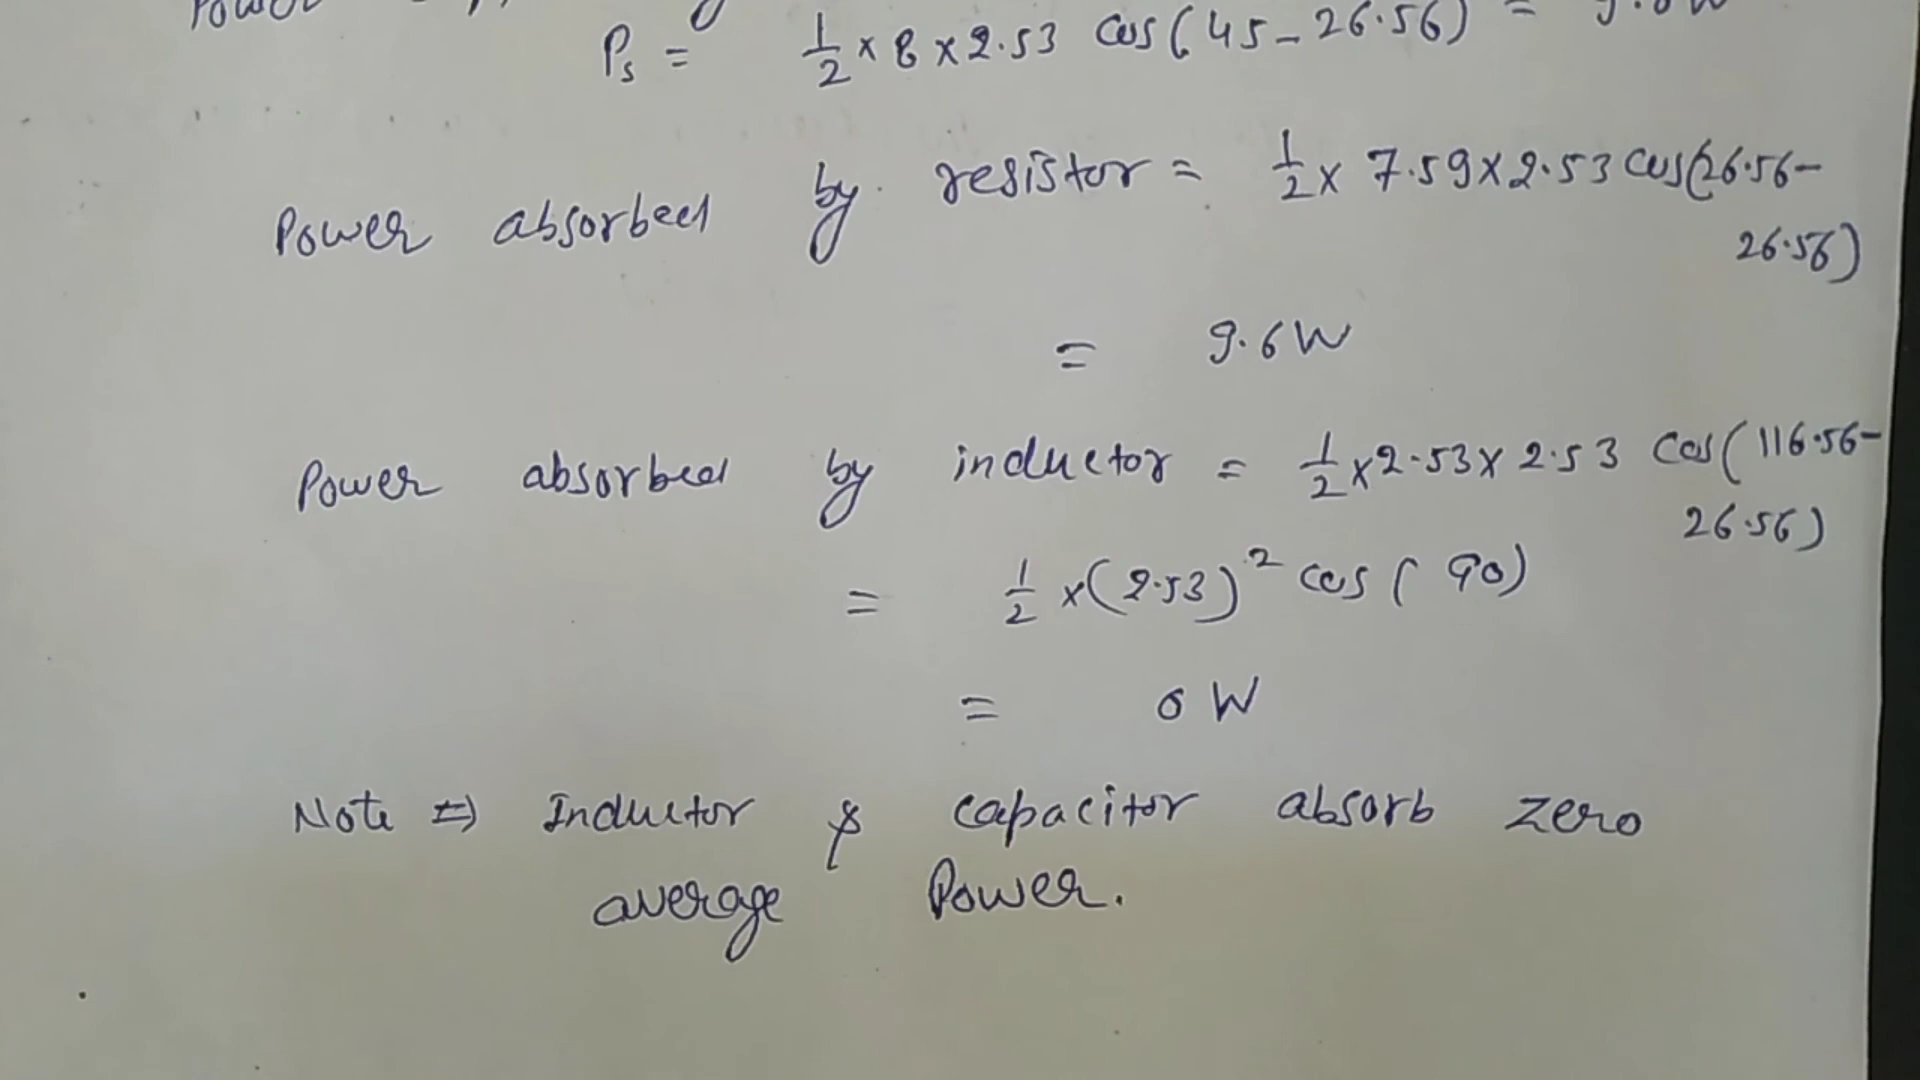 Power
Ps = 1/2 × 8 × 2.53 cos(45-26.56) =
Power absorbed by resistor = 1/2 × 7.59 × 2.53 cos(26.56-
26.56)
= 9.6W
Power absorbed by inductor = 1/2 × 2.53 × 2.53 cos(116.56-
26.56)
= 1/2 × (2.53)² cos(90)
= 0 W
Note ⇒ Inductor & capacitor absorb zero
average Power.